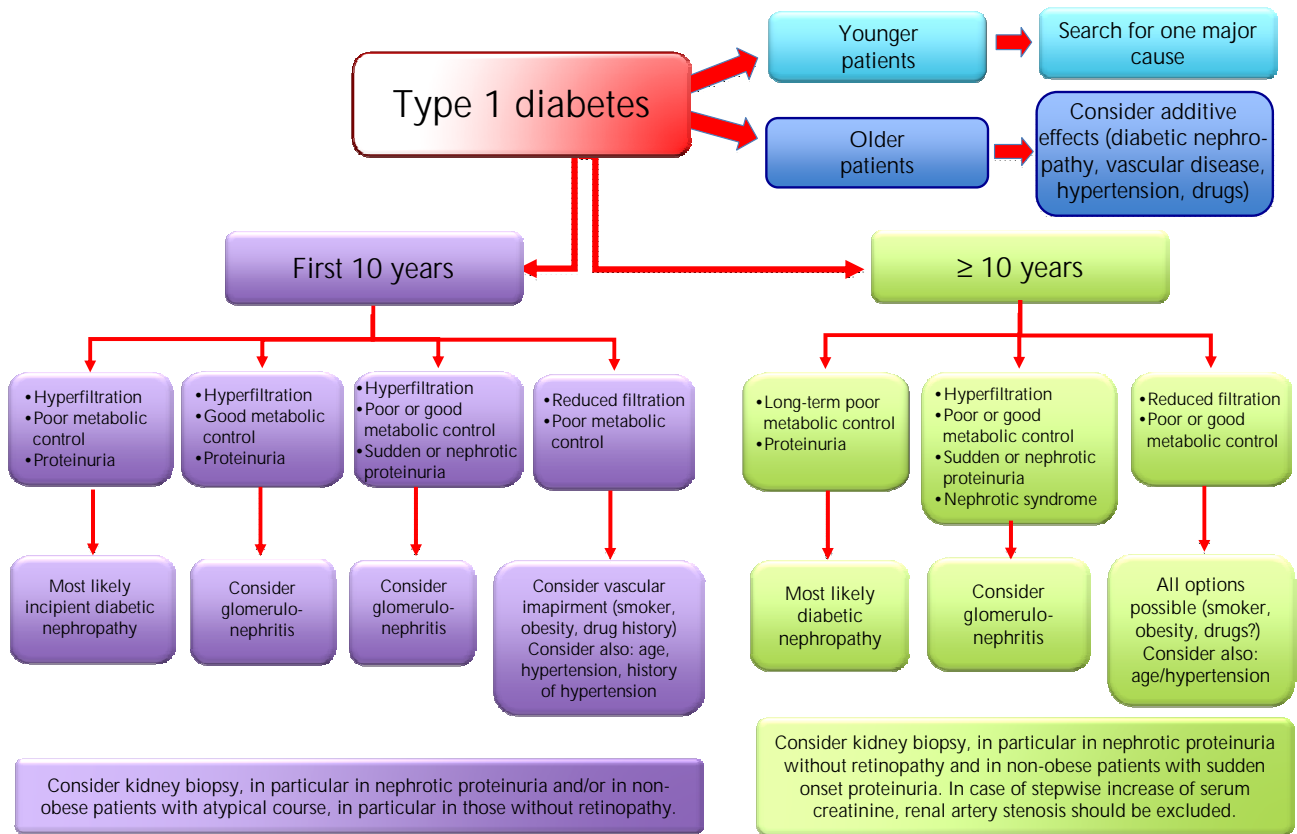 Type 1 diabetes
Younger
patients
Search for one major
cause
Older
patients
Consider additive
effects (diabetic nephro-
pathy, vascular disease,
hypertension, drugs)
First 10 years
≥ 10 years
•Hyperfiltration
•Poor metabolic
control
•Proteinuria
•Hyperfiltration
•Good metabolic
control
•Proteinuria
•Hyperfiltration
•Poor or good
metabolic control
•Sudden or nephrotic
proteinuria
•Reduced filtration
•Poor metabolic
control
•Long-term poor
metabolic control
•Proteinuria
•Hyperfiltration
•Poor or good
metabolic control
•Sudden or nephrotic
proteinuria
•Nephrotic syndrome
•Reduced filtration
•Poor or good
metabolic control
Most likely
incipient diabetic
nephropathy
Consider
glomerulo-
nephritis
Consider
glomerulo-
nephritis
Consider vascular
imapirment (smoker,
obesity, drug history)
Consider also: age,
hypertension, history
of hypertension
Most likely
diabetic
nephropathy
Consider
glomerulo-
nephritis
All options
possible (smoker,
obesity, drugs?)
Consider also:
age/hypertension
Consider kidney biopsy, in particular in nephrotic proteinuria and/or in non-
obese patients with atypical course, in particular in those without retinopathy.
Consider kidney biopsy, in particular in nephrotic proteinuria
without retinopathy and in non-obese patients with sudden
onset proteinuria. In case of stepwise increase of serum
creatinine, renal artery stenosis should be excluded.